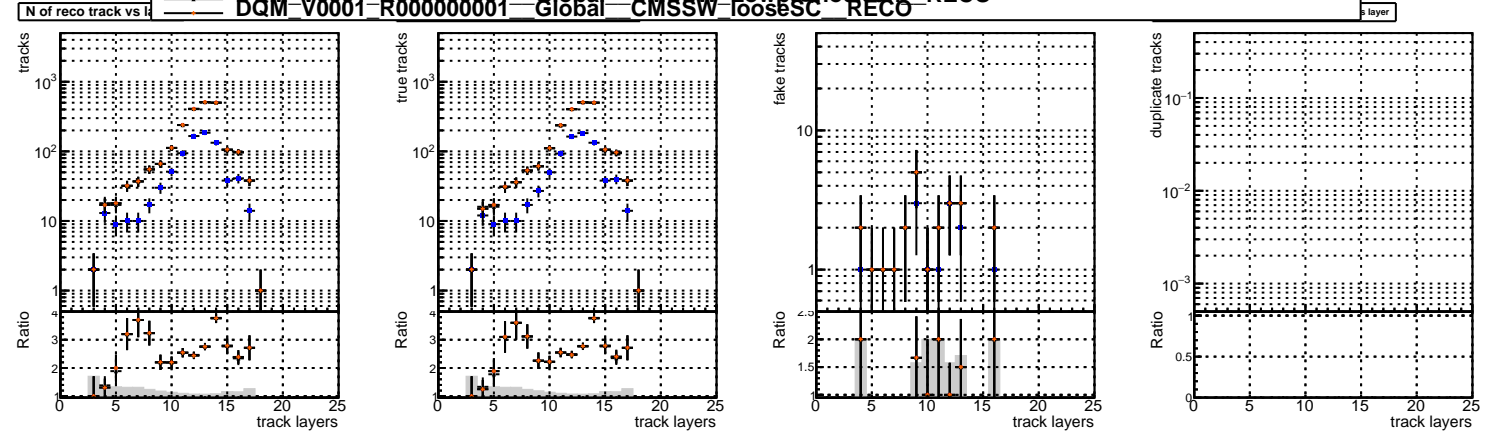 N of reco track vs la
DQM_V0001_R000000001__Global__CMSSW_looseSC__RECO
s layer
tracks
10³
10²
10
1
Ratio
4
3
2
1
0 5 10 15 20 25
track layers
true tracks
10³
10²
10
1
Ratio
4
3
2
1
0 5 10 15 20 25
track layers
fake tracks
10
1
Ratio
2.5
2
1.5
1
0 5 10 15 20 25
track layers
duplicate tracks
10⁻¹
10⁻²
10⁻³
Ratio
1
0.5
0
0 5 10 15 20 25
track layers